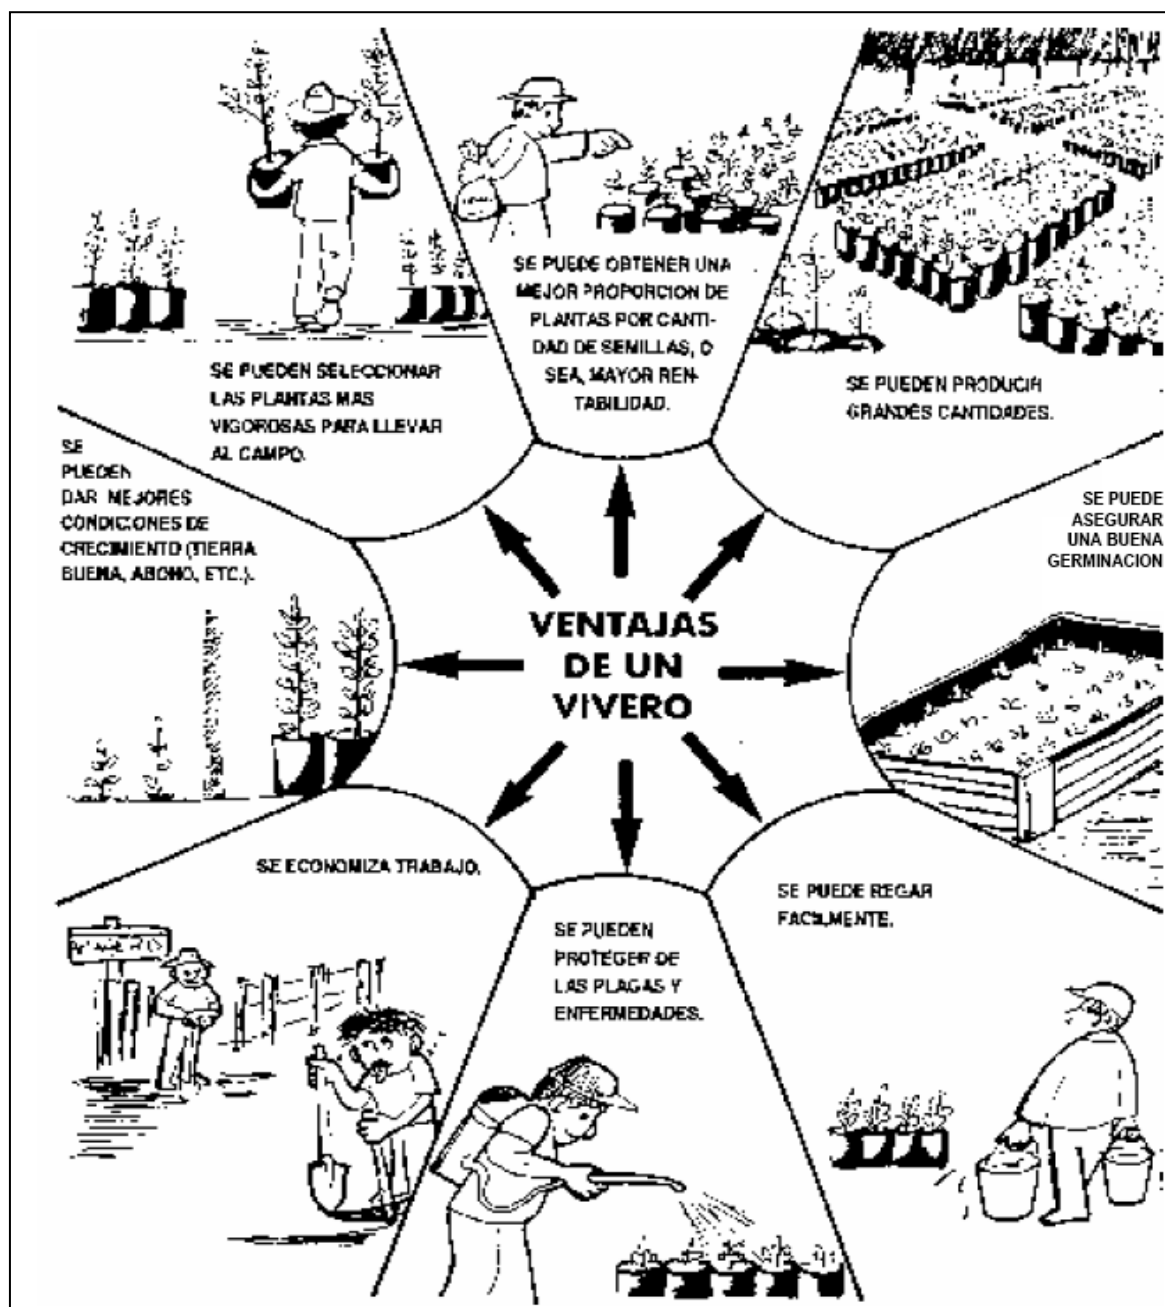 SE PUEDEN SELECCIONAR
LAS PLANTAS MAS
VIGOROSAS PARA LLEVAR
AL CAMPO.
SE PUEDE OBTENER UNA
MEJOR PROPORCION DE
PLANTAS POR CANTI-
DAD DE SEMILLAS, O
SEA, MAYOR REN-
TABILIDAD.
SE PUEDEN PRODUCIR
GRANDES CANTIDADES.
SE
PUEDEN
DAR MEJORES
CONDICIONES DE
CRECIMIENTO (TIERRA
BUENA, ABONO, ETC.).
SE PUEDE
ASEGURAR
UNA BUENA
GERMINACION
VENTAJAS
DE UN
VIVERO
SE ECONOMIZA TRABAJO.
SE PUEDEN
PROTEGER DE
LAS PLAGAS Y
ENFERMEDADES.
SE PUEDE REGAR
FACILMENTE.